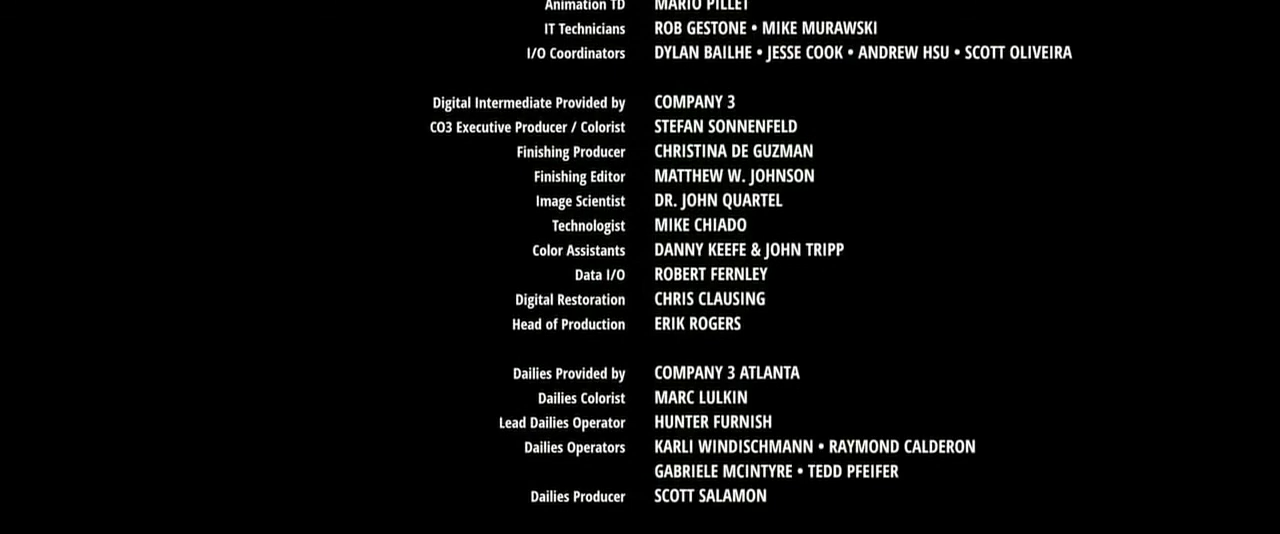 Animation TD MARIO PILLET
IT Technicians ROB GESTONE • MIKE MURAWSKI
I/O Coordinators DYLAN BAILHE • JESSE COOK • ANDREW HSU • SCOTT OLIVEIRA
Digital Intermediate Provided by COMPANY 3
CO3 Executive Producer / Colorist STEFAN SONNENFELD
Finishing Producer CHRISTINA DE GUZMAN
Finishing Editor MATTHEW W. JOHNSON
Image Scientist DR. JOHN QUARTEL
Technologist MIKE CHIADO
Color Assistants DANNY KEEFE & JOHN TRIPP
Data I/O ROBERT FERNLEY
Digital Restoration CHRIS CLAUSING
Head of Production ERIK ROGERS
Dailies Provided by COMPANY 3 ATLANTA
Dailies Colorist MARC LULKIN
Lead Dailies Operator HUNTER FURNISH
Dailies Operators KARLI WINDISCHMANN • RAYMOND CALDERON
GABRIELE MCINTYRE • TEDD PFEIFER
Dailies Producer SCOTT SALAMON